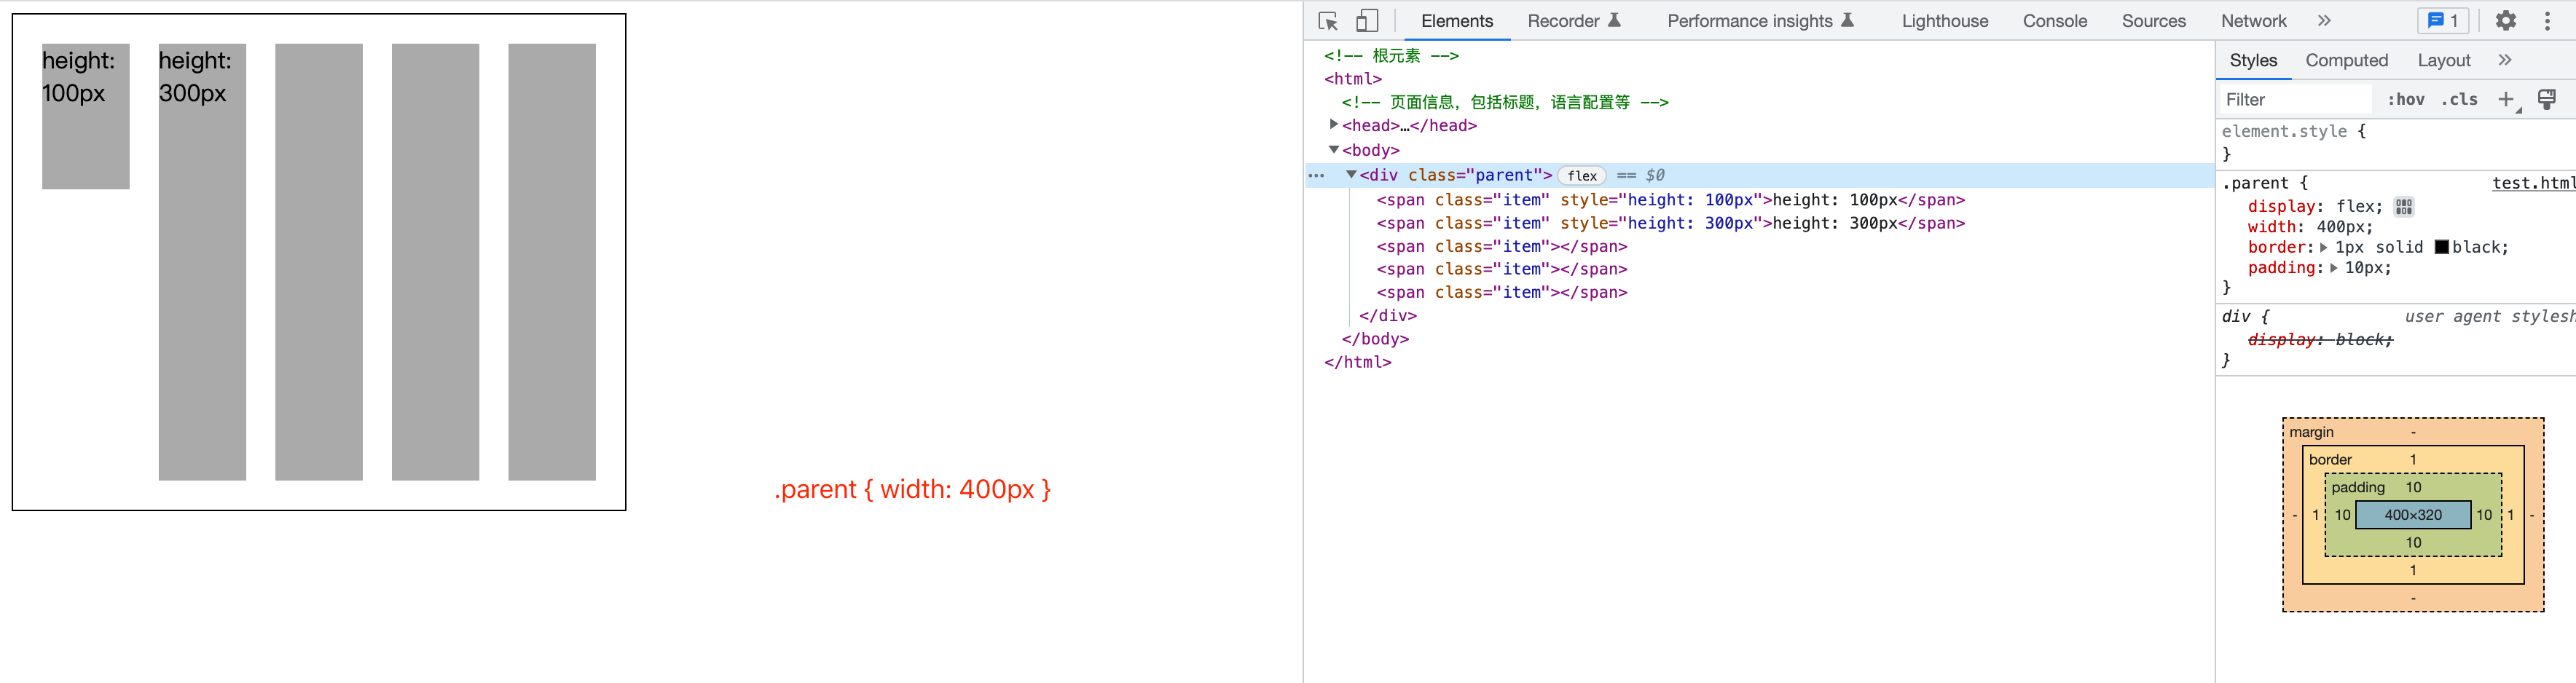 height:
100px
height:
300px
.parent { width: 400px }
Elements Recorder Performance insights Lighthouse Console Sources Network » 1
<!-- 根元素 -->
<html>
<!-- 页面信息，包括标题，语言配置等 -->
<head>…</head>
<body>
<div class="parent"> flex == $0
<span class="item" style="height: 100px">height: 100px</span>
<span class="item" style="height: 300px">height: 300px</span>
<span class="item"></span>
<span class="item"></span>
<span class="item"></span>
</div>
</body>
</html>
Styles Computed Layout »
Filter :hov .cls +
element.style {
}
.parent { test.html
display: flex;
width: 400px;
border: 1px solid black;
padding: 10px;
}
div { user agent stylesh
display: block;
}
margin -
border 1
padding 10
- 1 10 400×320 10 1 -
10
1
-